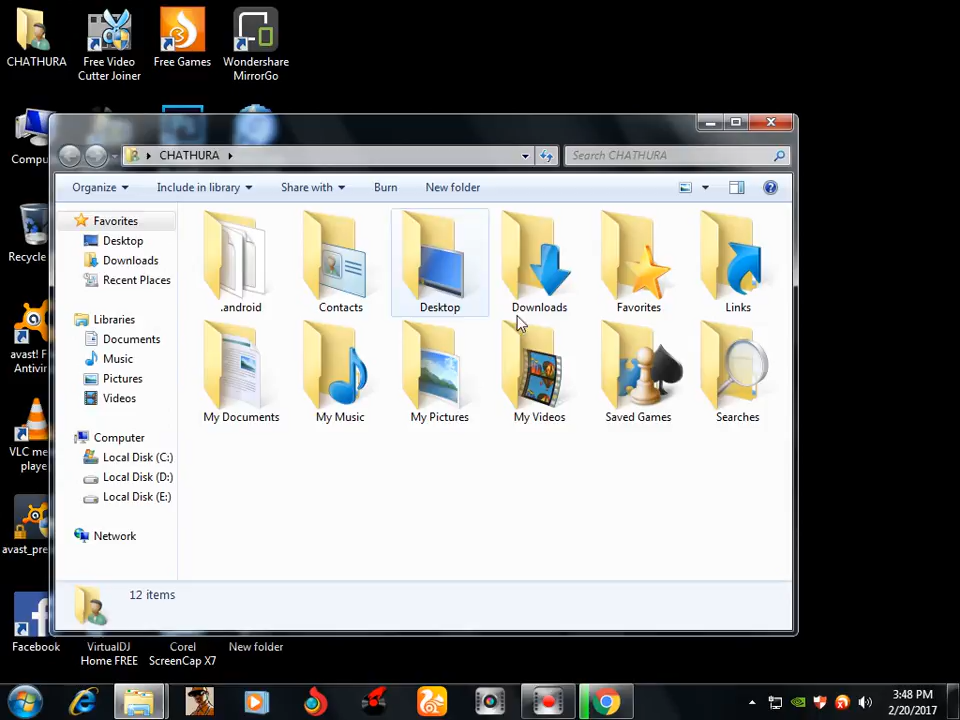 CHATHURA
Free Video
Cutter Joiner
Free Games
Wondershare
MirrorGo
CHATHURA
Search CHATHURA
Organize
Include in library
Share with
Burn
New folder
Favorites
Desktop
Downloads
Recent Places
Libraries
Documents
Music
Pictures
Videos
Computer
Local Disk (C:)
Local Disk (D:)
Local Disk (E:)
Network
.android
Contacts
Desktop
Downloads
Favorites
Links
My Documents
My Music
My Pictures
My Videos
Saved Games
Searches
12 items
Compu
Recycle
avast! F
Antivir
VLC me
playe
avast_pre
Facebook
VirtualDJ
Home FREE
Corel
ScreenCap X7
New folder
3:48 PM
2/20/2017